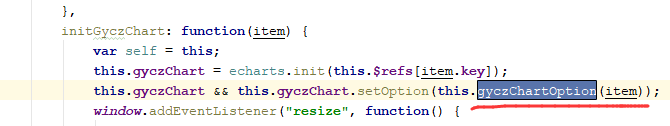 },
initGyczChart: function(item) {
var self = this;
this.gyczChart = echarts.init(this.$refs[item.key]);
this.gyczChart && this.gyczChart.setOption(this.gyczChartOption(item));
window.addEventListener("resize", function() {